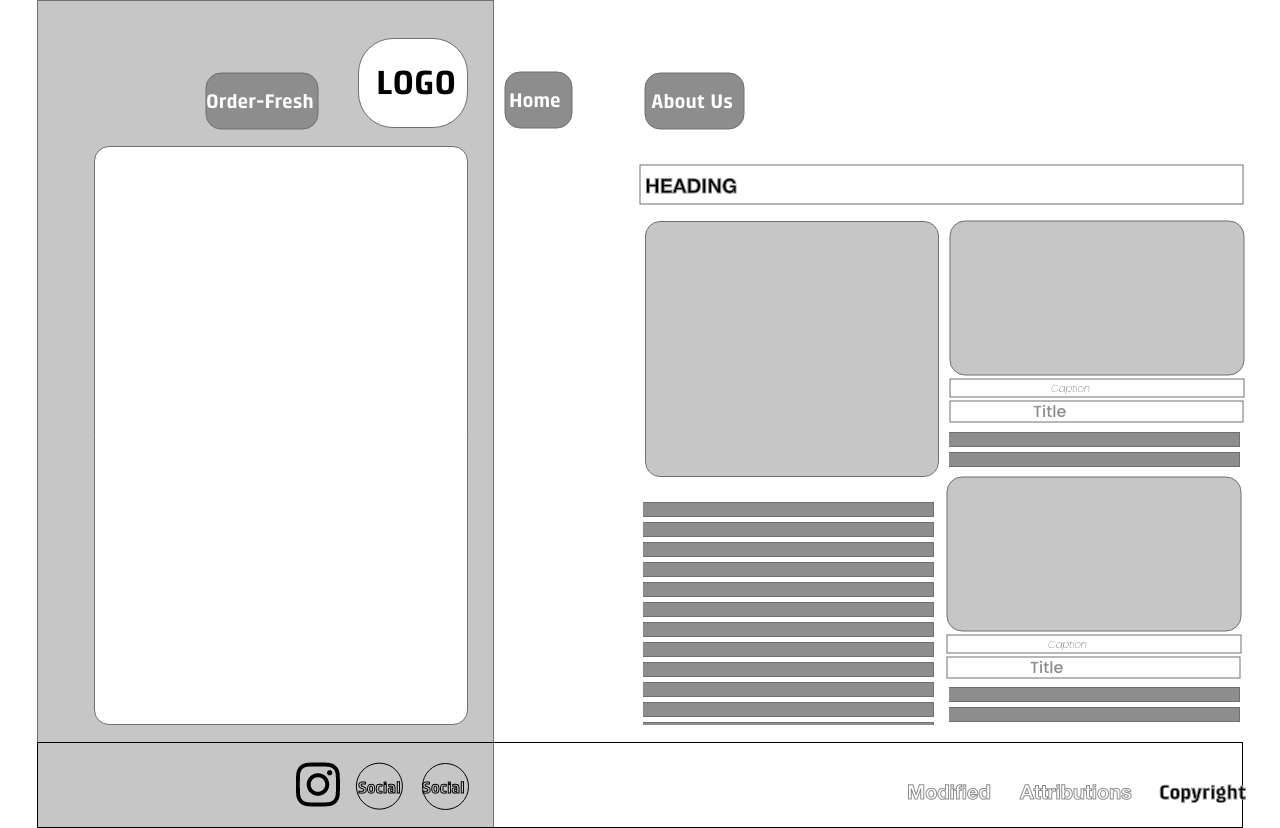 Order-Fresh
LOGO
Home
About Us
HEADING
Caption
Title
Caption
Title
Social
Social
Modified
Attributions
Copyright